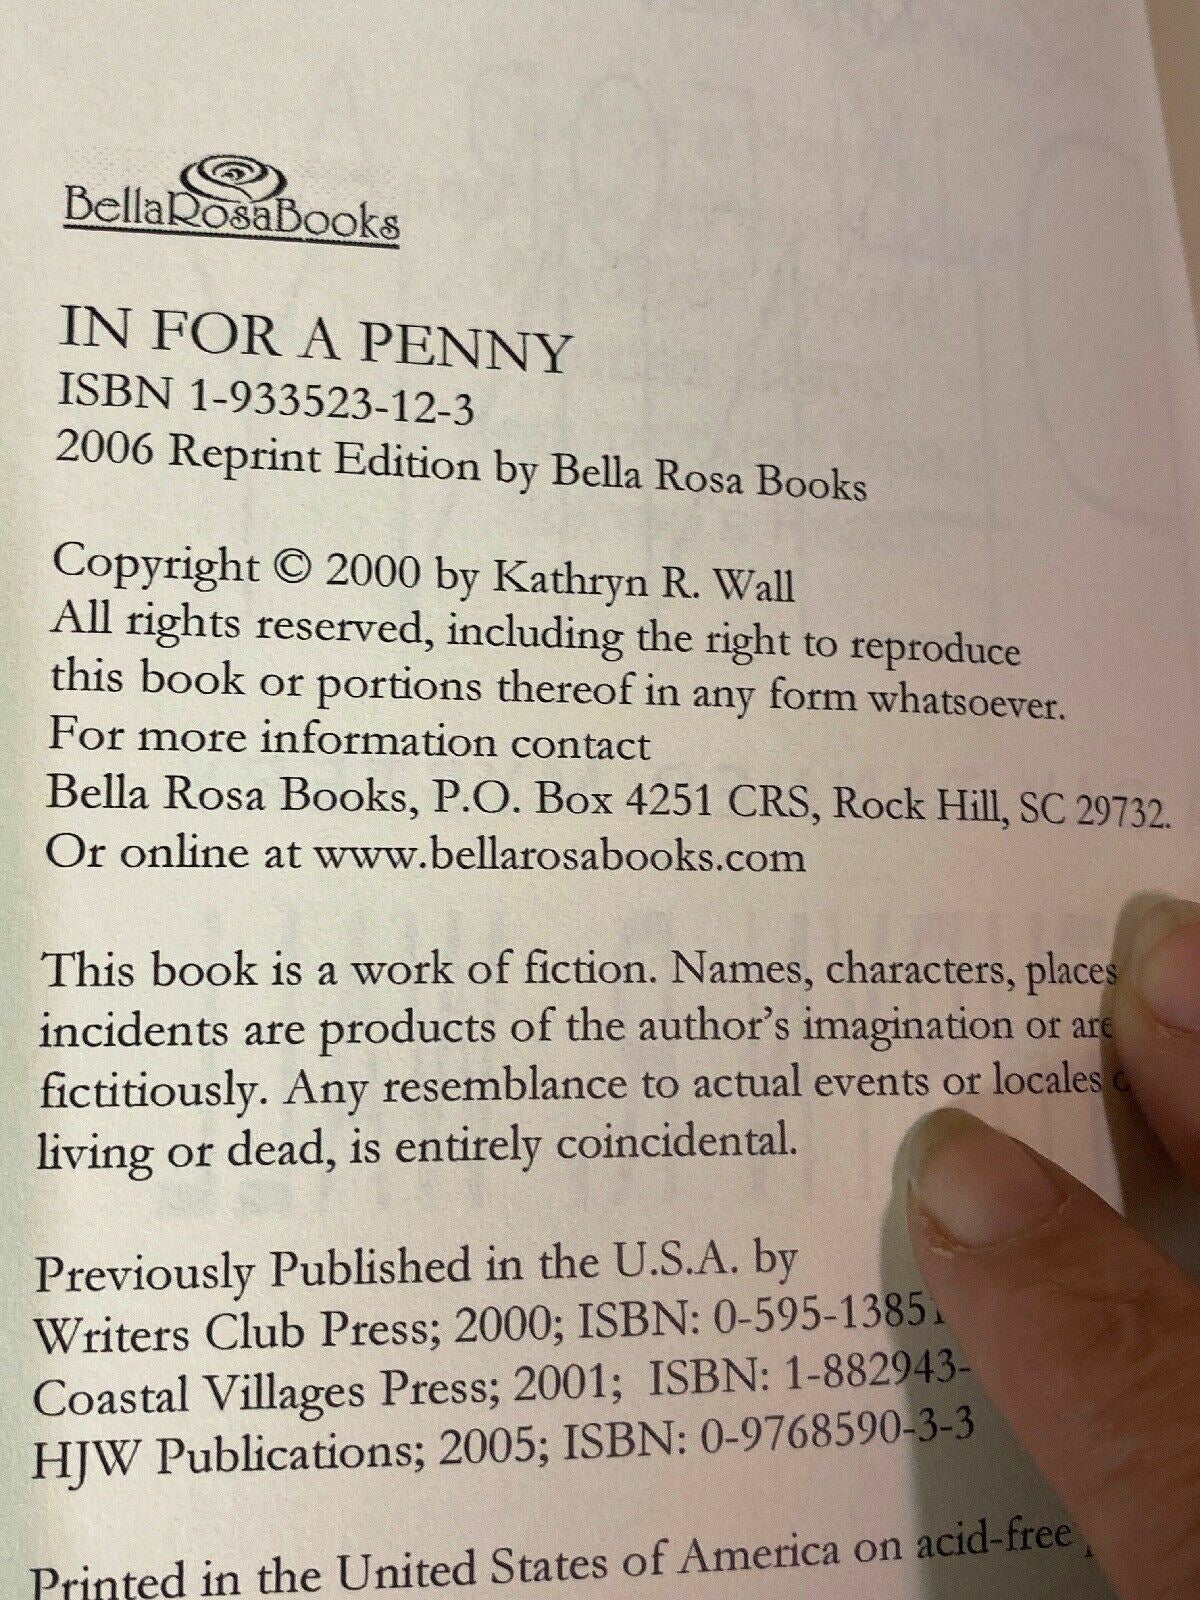 BellaRosaBooks
IN FOR A PENNY
ISBN 1-933523-12-3
2006 Reprint Edition by Bella Rosa Books
Copyright © 2000 by Kathryn R. Wall
All rights reserved, including the right to reproduce
this book or portions thereof in any form whatsoever.
For more information contact
Bella Rosa Books, P.O. Box 4251 CRS, Rock Hill, SC 29732.
Or online at www.bellarosabooks.com
This book is a work of fiction. Names, characters, places
incidents are products of the author's imagination or are
fictitiously. Any resemblance to actual events or locales
living or dead, is entirely coincidental.
Previously Published in the U.S.A. by
Writers Club Press; 2000; ISBN: 0-595-1385
Coastal Villages Press; 2001; ISBN: 1-882943-
HJW Publications; 2005; ISBN: 0-9768590-3-3
Printed in the United States of America on acid-free